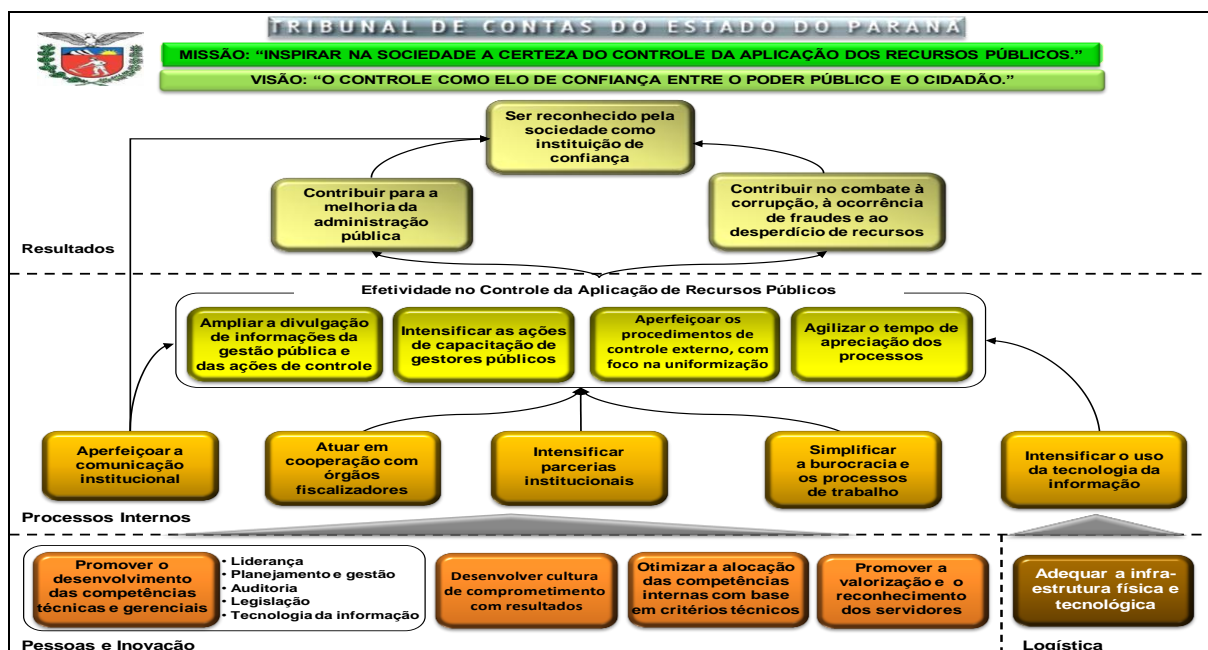 TRIBUNAL DE CONTAS DO ESTADO DO PARANÁ
MISSÃO: “INSPIRAR NA SOCIEDADE A CERTEZA DO CONTROLE DA APLICAÇÃO DOS RECURSOS PÚBLICOS.”
VISÃO: “O CONTROLE COMO ELO DE CONFIANÇA ENTRE O PODER PÚBLICO E O CIDADÃO.”
Ser reconhecido pela
sociedade como
instituição de
confiança
Contribuir para a
melhoria da
administração
pública
Contribuir no combate à
corrupção, à ocorrência
de fraudes e ao
desperdício de recursos
Resultados
Efetividade no Controle da Aplicação de Recursos Públicos
Ampliar a divulgação
de informações da
gestão pública e
das ações de controle
Intensificar as ações
de capacitação de
gestores públicos
Aperfeiçoar os
procedimentos de
controle externo, com
foco na uniformização
Agilizar o tempo de
apreciação dos
processos
Aperfeiçoar a
comunicação
institucional
Atuar em
cooperação com
órgãos
fiscalizadores
Intensificar
parcerias
institucionais
Simplificar
a burocracia e
os processos
de trabalho
Intensificar o uso
da tecnologia da
informação
Processos Internos
Promover o
desenvolvimento
das competências
técnicas e gerenciais
• Liderança
• Planejamento e gestão
• Auditoria
• Legislação
• Tecnologia da informação
Desenvolver cultura
de comprometimento
com resultados
Otimizar a alocação
das competências
internas com base
em critérios técnicos
Promover a
valorização e o
reconhecimento
dos servidores
Adequar a infra-
estrutura física e
tecnológica
Pessoas e Inovação
Logística